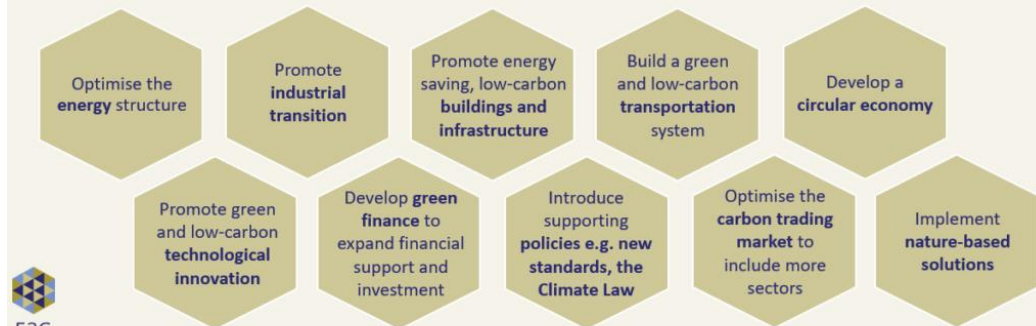 Optimise the
energy structure
Promote
industrial
transition
Promote energy
saving, low-carbon
buildings and
infrastructure
Build a green
and low-carbon
transportation
system
Develop a
circular economy
Promote green
and low-carbon
technological
innovation
Develop green
finance to
expand financial
support and
investment
Introduce
supporting
policies e.g. new
standards, the
Climate Law
Optimise the
carbon trading
market to
include more
sectors
Implement
nature-based
solutions